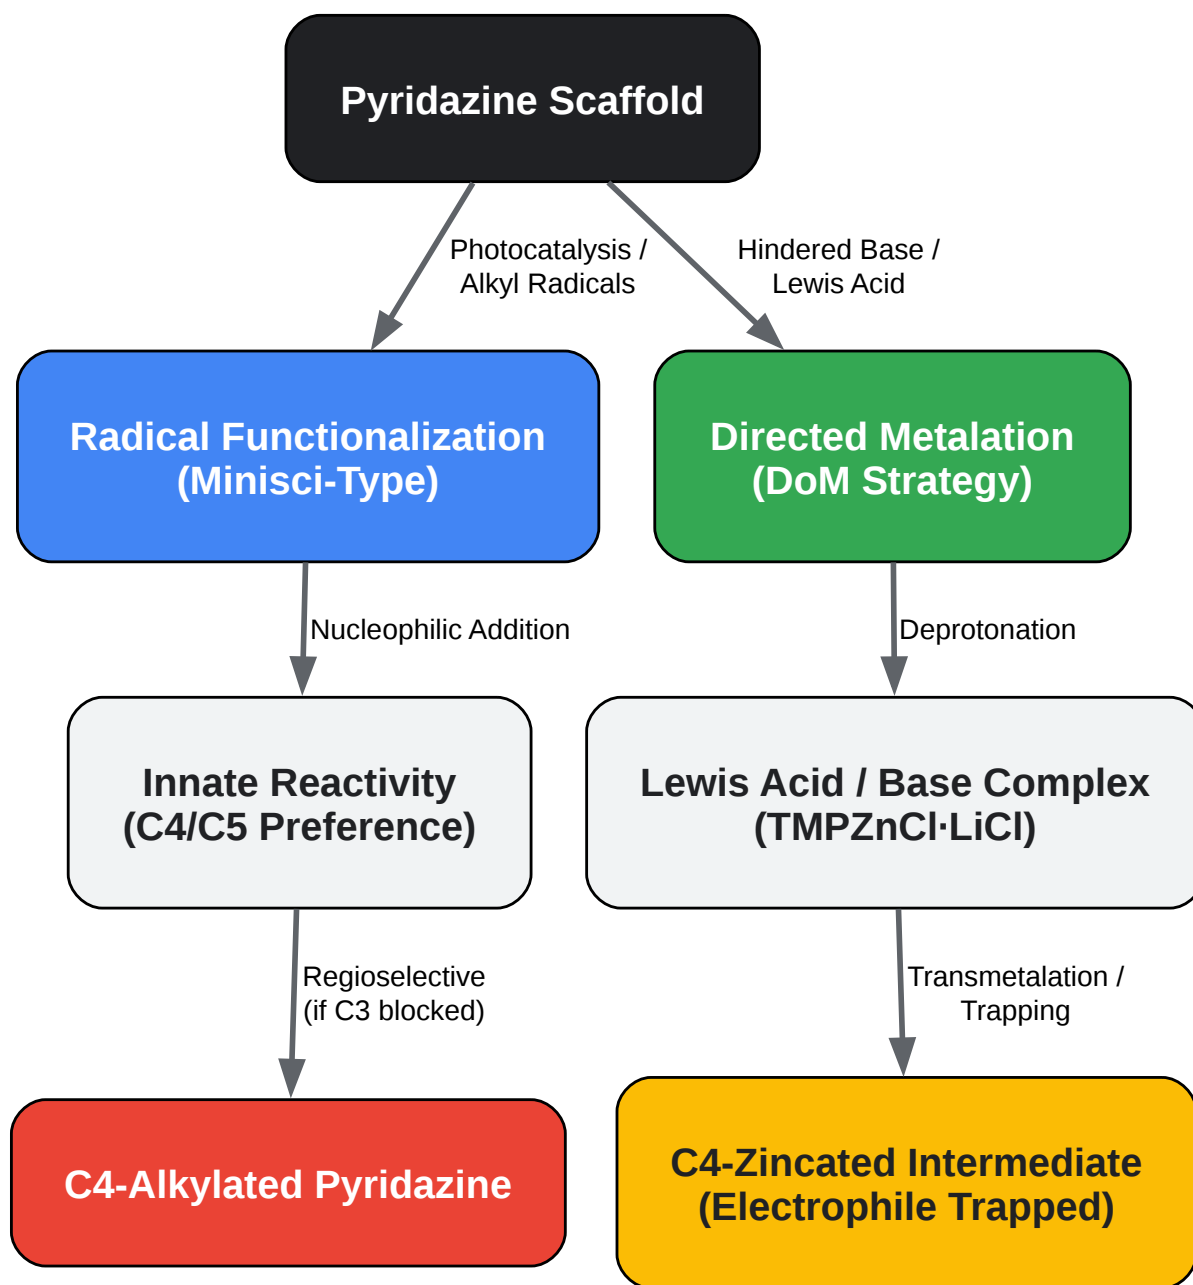 Pyridazine Scaffold
Photocatalysis /
Alkyl Radicals
Hindered Base /
Lewis Acid
Radical Functionalization
(Minisci-Type)
Directed Metalation
(DoM Strategy)
Nucleophilic Addition
Deprotonation
Innate Reactivity
(C4/C5 Preference)
Lewis Acid / Base Complex
(TMPZnCl·LiCl)
Regioselective
(if C3 blocked)
Transmetalation /
Trapping
C4-Alkylated Pyridazine
C4-Zincated Intermediate
(Electrophile Trapped)